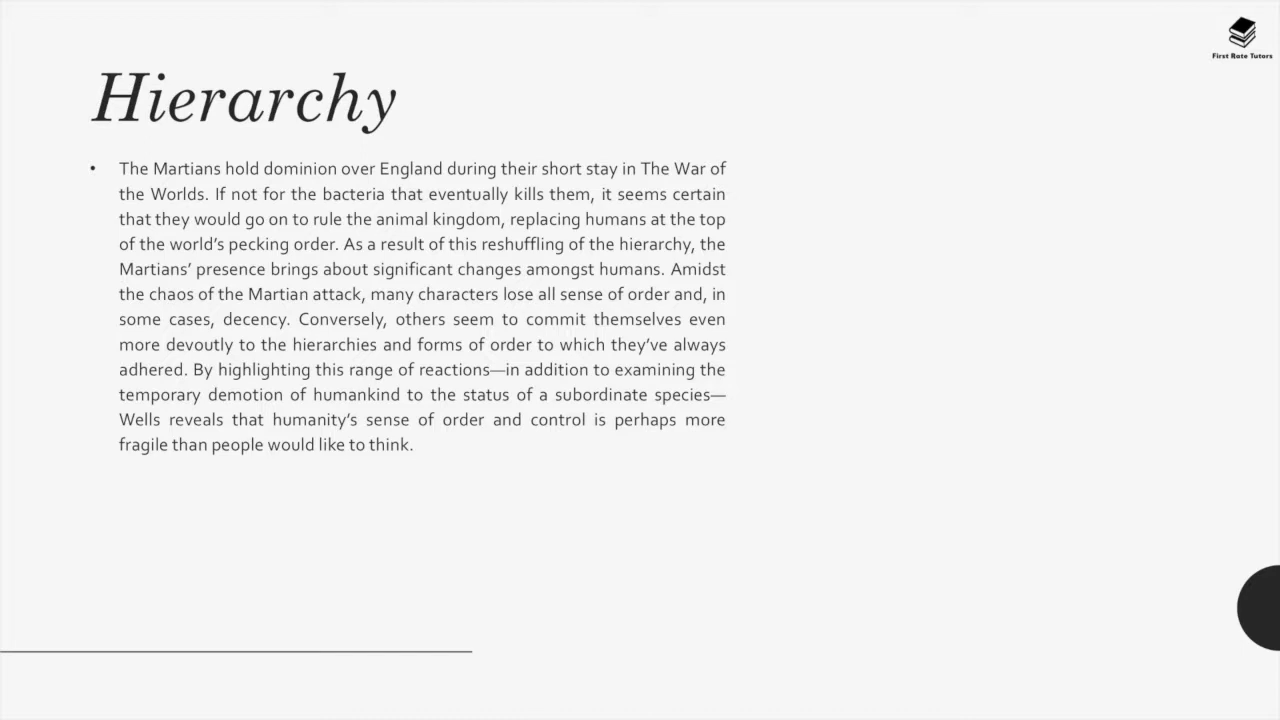 First Rate Tutors
Hierarchy
• The Martians hold dominion over England during their short stay in The War of
the Worlds. If not for the bacteria that eventually kills them, it seems certain
that they would go on to rule the animal kingdom, replacing humans at the top
of the world’s pecking order. As a result of this reshuffling of the hierarchy, the
Martians’ presence brings about significant changes amongst humans. Amidst
the chaos of the Martian attack, many characters lose all sense of order and, in
some cases, decency. Conversely, others seem to commit themselves even
more devoutly to the hierarchies and forms of order to which they’ve always
adhered. By highlighting this range of reactions—in addition to examining the
temporary demotion of humankind to the status of a subordinate species—
Wells reveals that humanity’s sense of order and control is perhaps more
fragile than people would like to think.